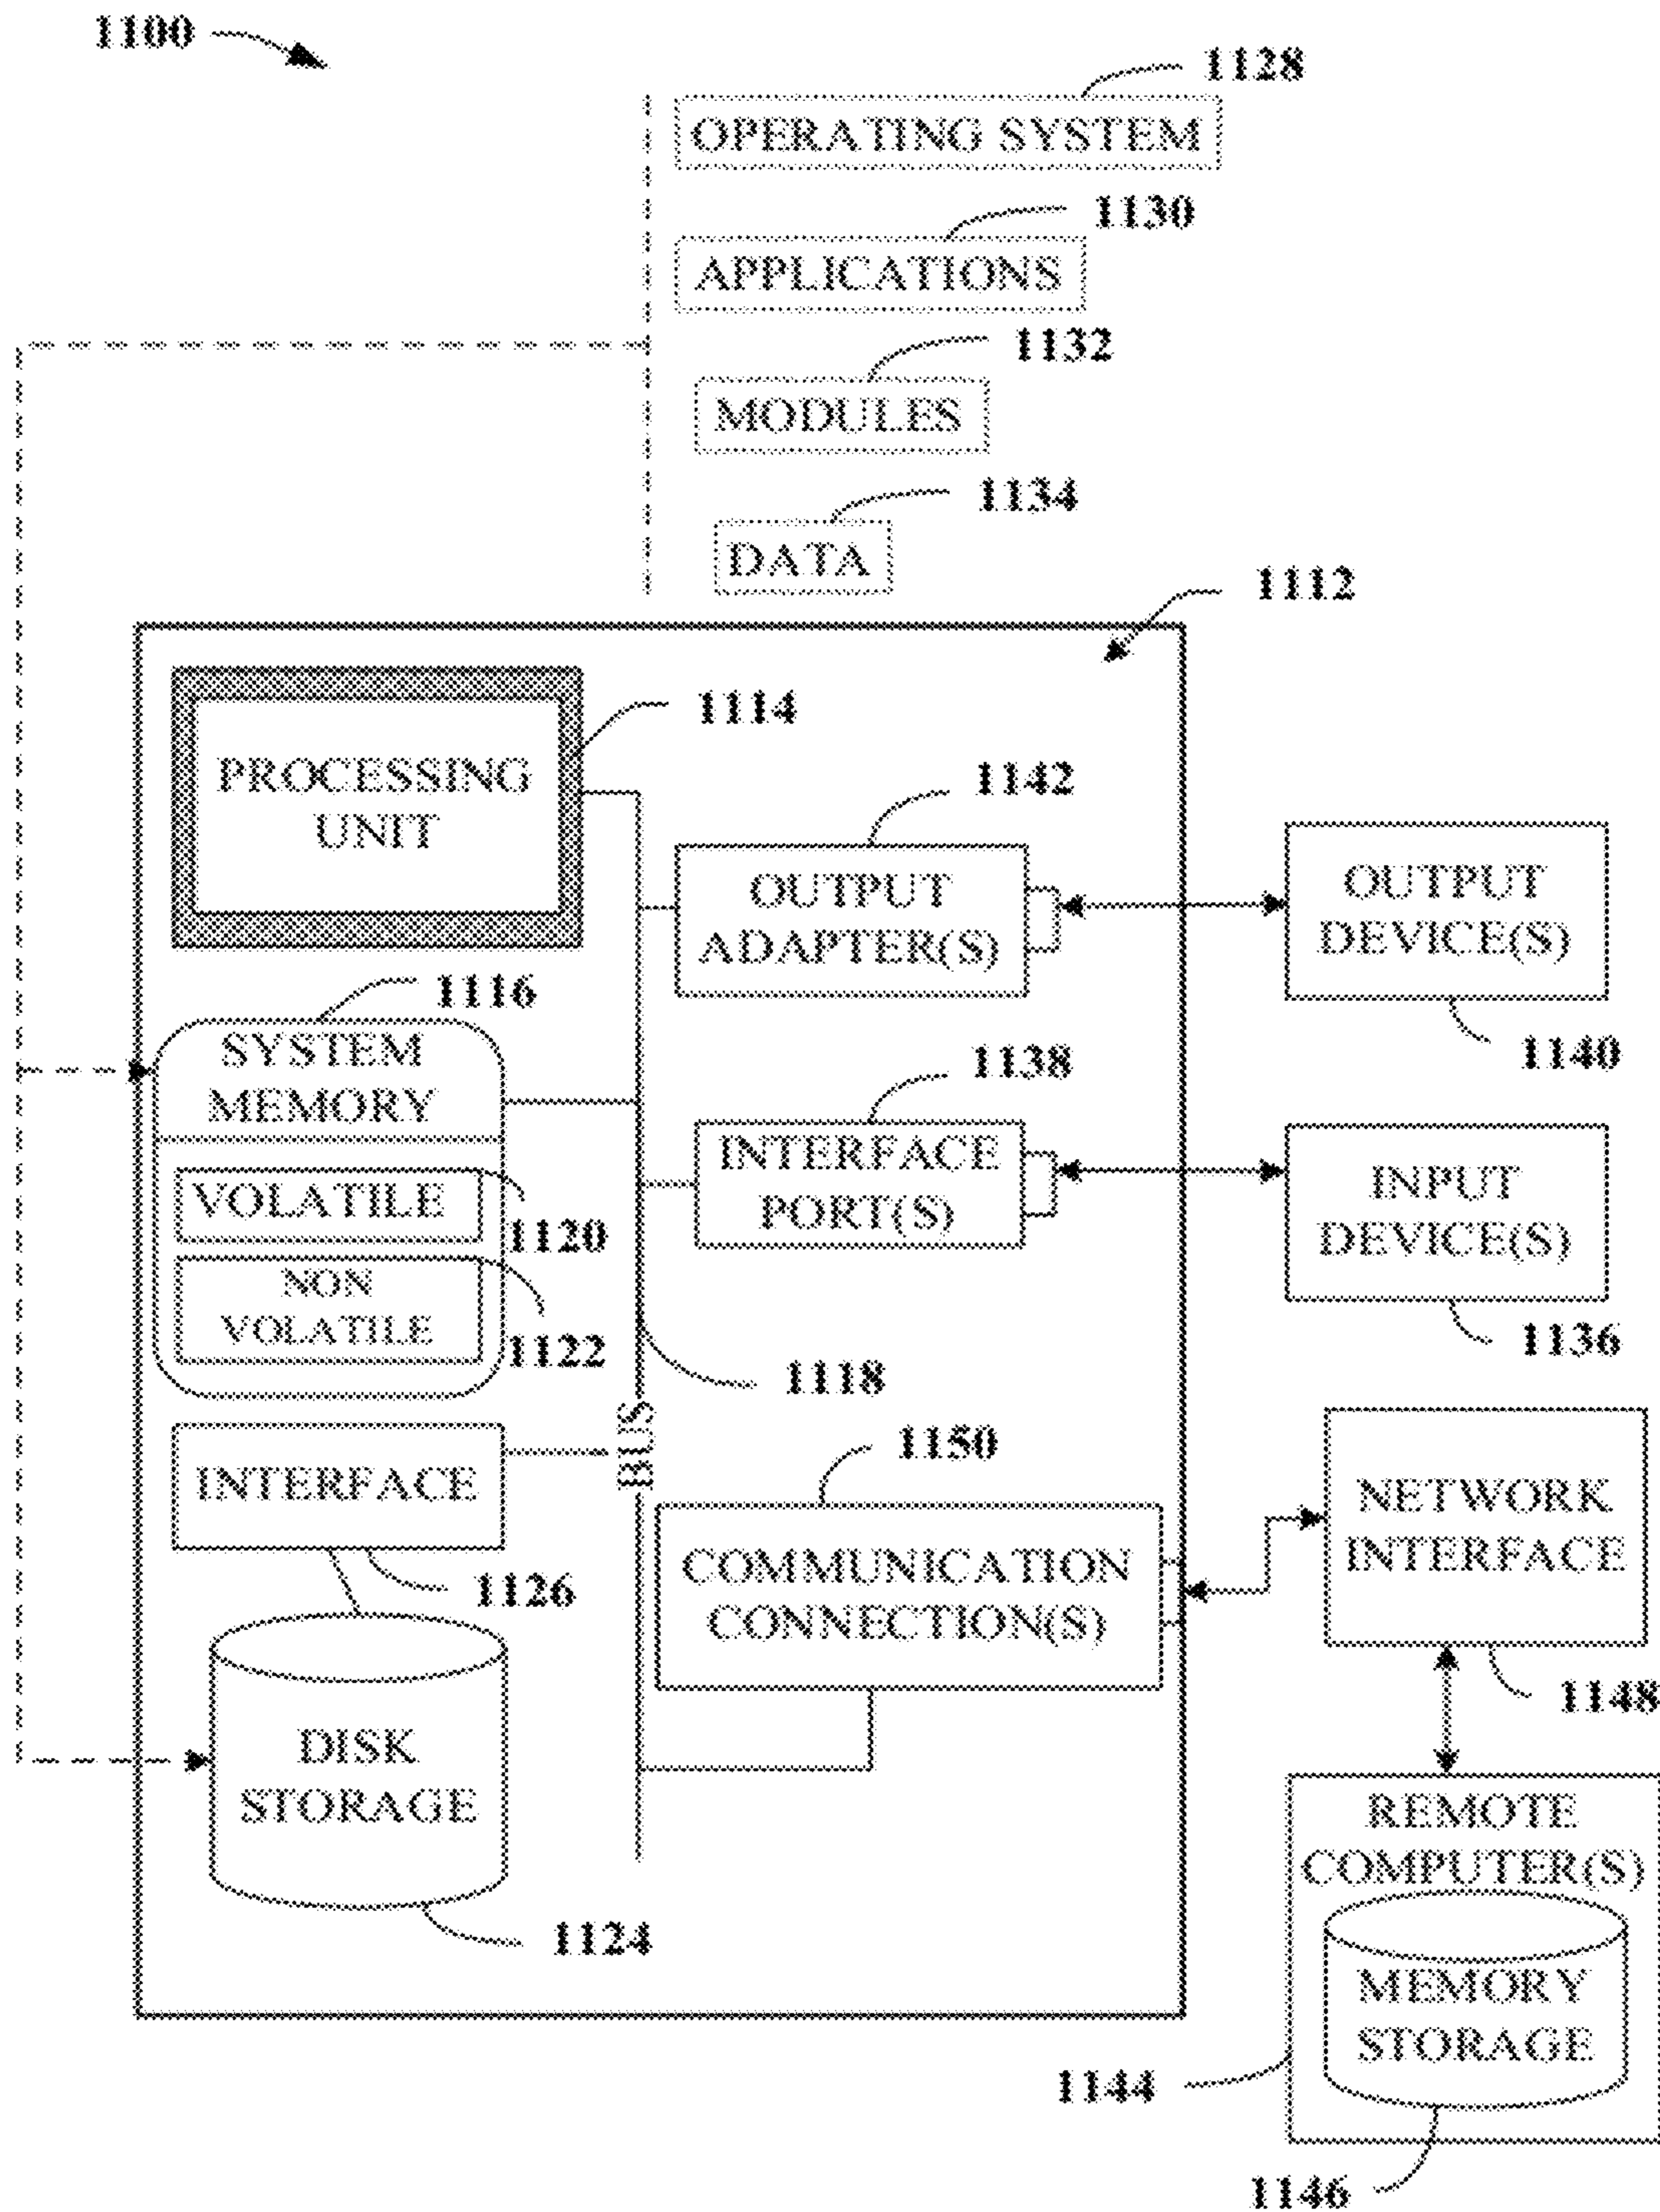 1100
1128
OPERATING SYSTEM
1130
APPLICATIONS
1132
MODULES
1134
DATA
1112
PROCESSING
UNIT
1114
1142
OUTPUT
ADAPTER(S)
OUTPUT
DEVICE(S)
1140
1116
SYSTEM
MEMORY
VOLATILE
1120
NON
VOLATILE
1122
1138
INTERFACE
PORT(S)
INPUT
DEVICE(S)
1136
1118
BUS
INTERFACE
1126
1150
COMMUNICATION
CONNECTION(S)
NETWORK
INTERFACE
1148
DISK
STORAGE
1124
REMOTE
COMPUTER(S)
MEMORY
STORAGE
1144
1146